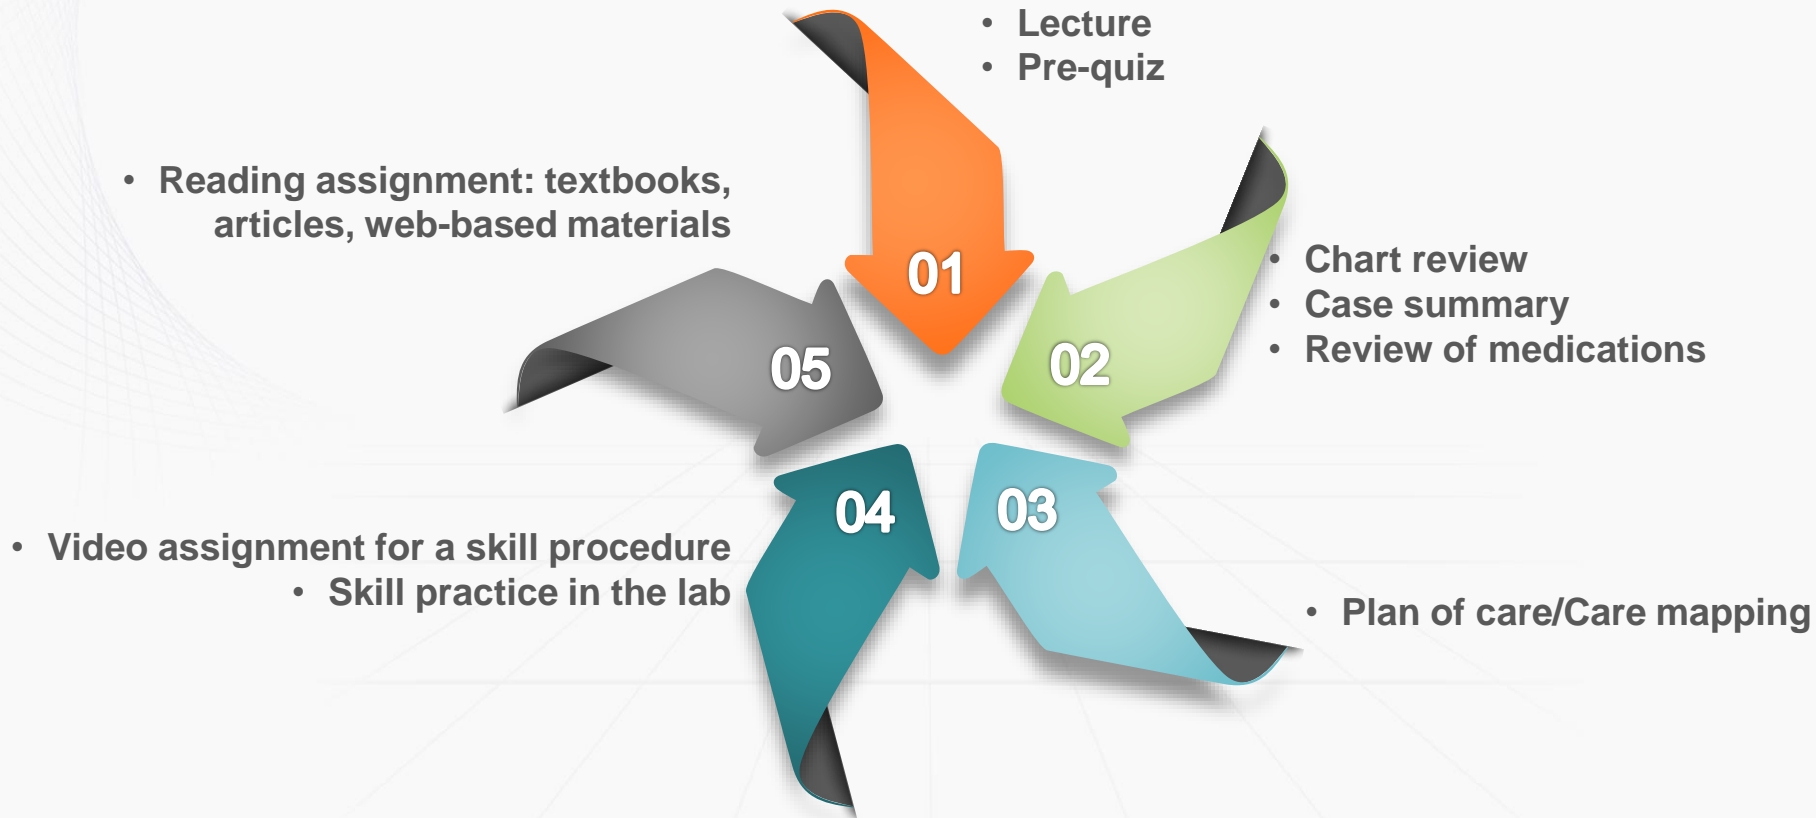 • Lecture
• Pre-quiz
01
• Chart review
• Case summary
• Review of medications
02
• Plan of care/Care mapping
03
• Video assignment for a skill procedure
• Skill practice in the lab
04
• Reading assignment: textbooks,
articles, web-based materials
05